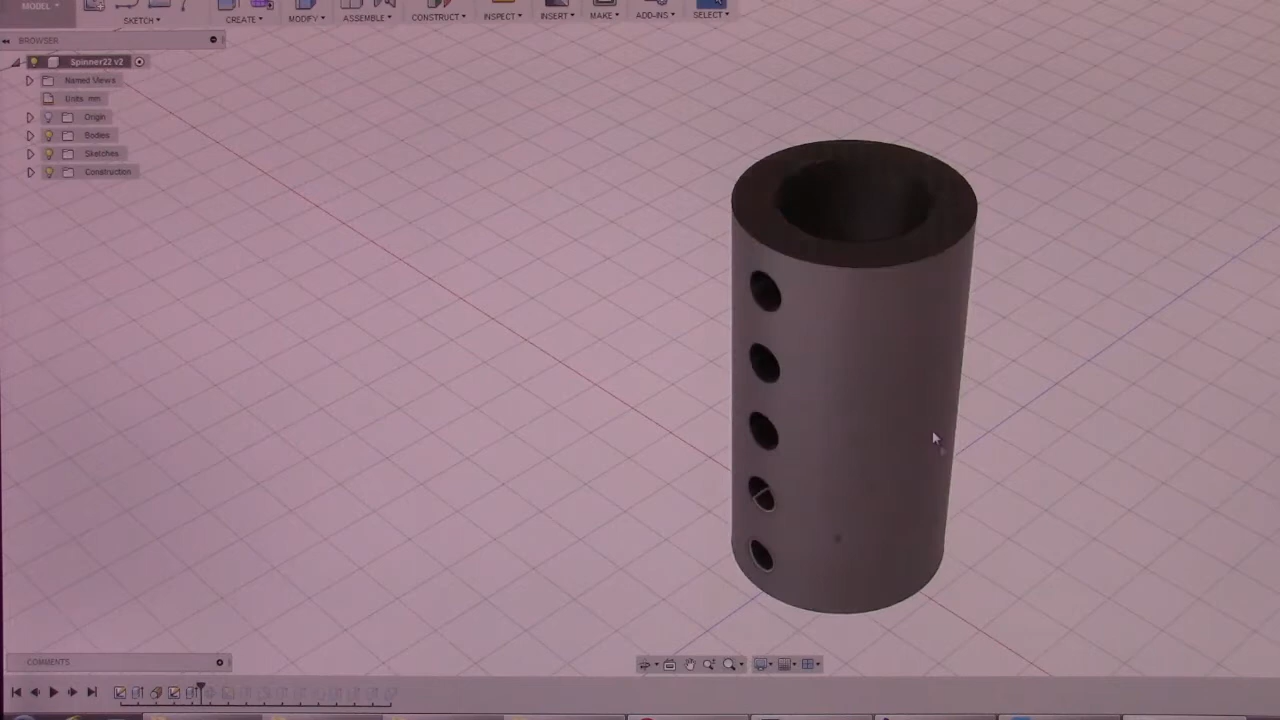 MODEL
SKETCH
CREATE
MODIFY
ASSEMBLE
CONSTRUCT
INSPECT
INSERT
MAKE
ADD-INS
SELECT
BROWSER
Spinner22 v2
Named Views
Units: mm
Origin
Bodies
Sketches
Construction
COMMENTS